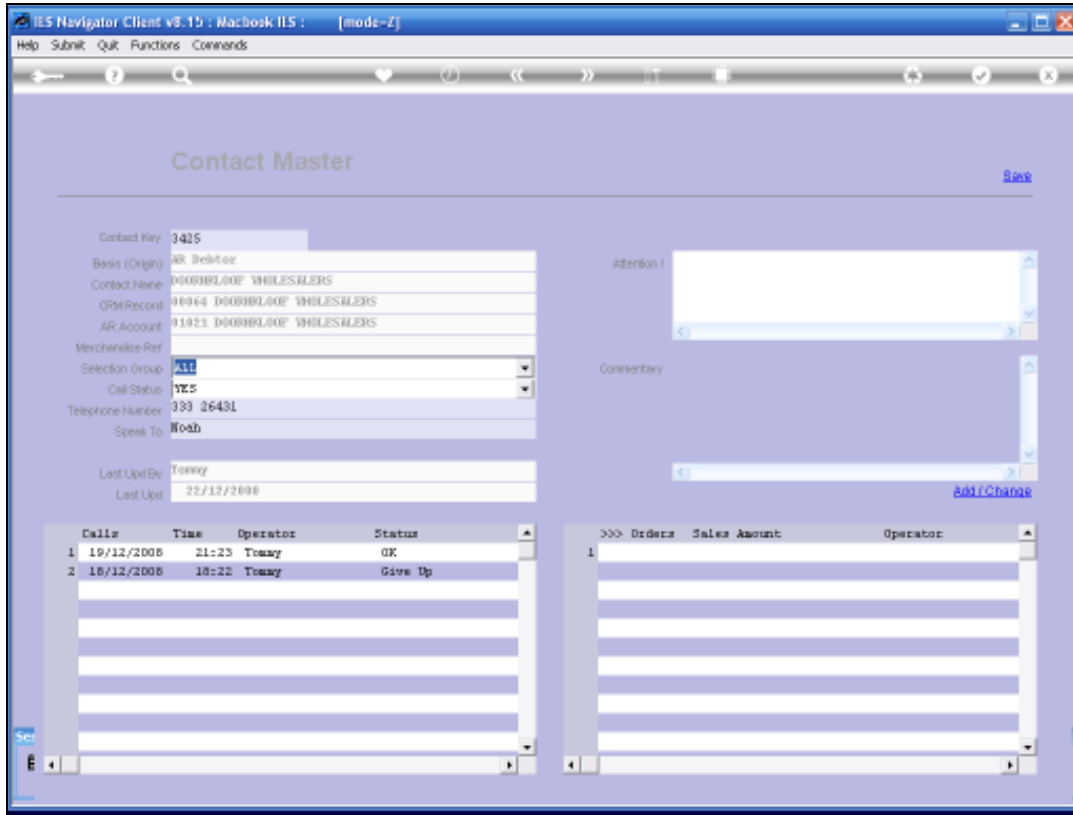 IES Navigator Client v8.15 : Macbook IES : [mode=Z]
Help Submit Quit Functions Commands
Contact Master
Save
Contact Key 3425
Basis (Origin) AR Debtor
Attention !
Contact Name DOORNKLOOF WHOLESALERS
CRM Record 00064 DOORNKLOOF WHOLESALERS
AR Account 01021 DOORNKLOOF WHOLESALERS
Merchandise Ref
Selection Group ALL
Commentary
Call Status YES
Telephone Number 333 26431
Speak To Noah
Last Upd By Tommy
Last Upd 22/12/2008
Add / Change
Calls Time Operator Status
1 19/12/2008 21:23 Tommy OK
2 18/12/2008 18:22 Tommy Give Up
>>> Orders Sales Amount Operator
1